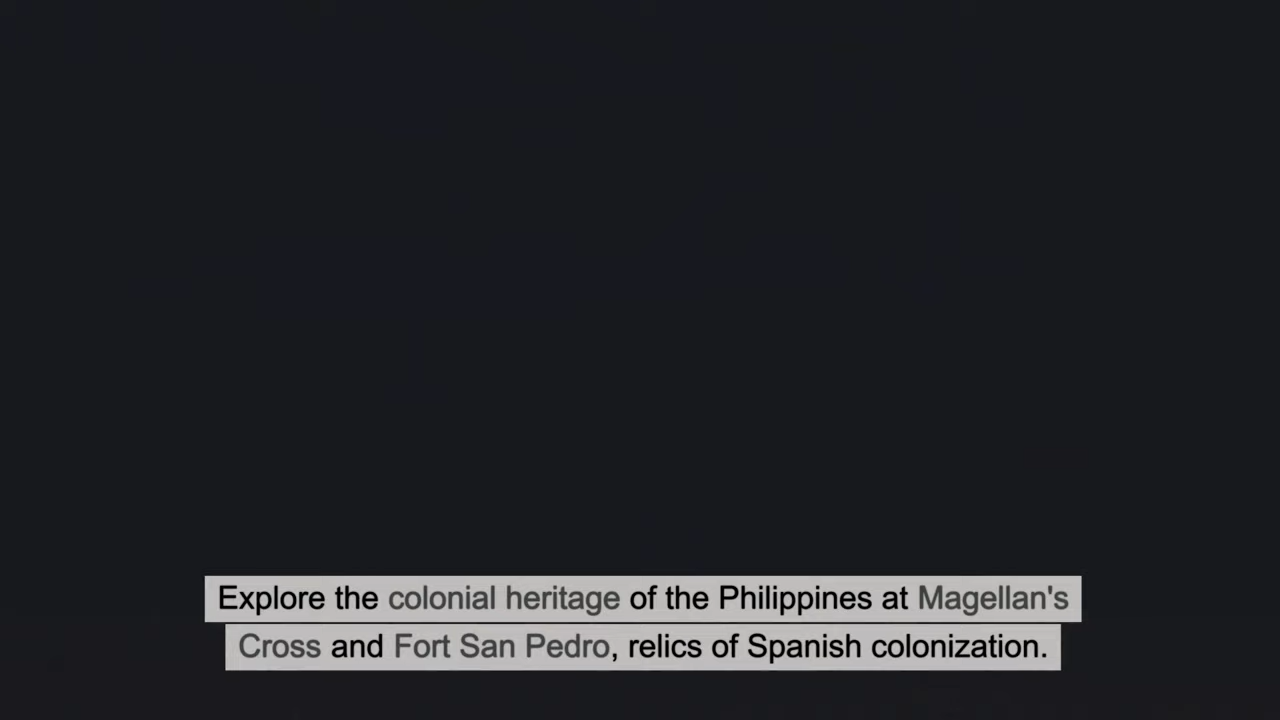 Explore the colonial heritage of the Philippines at Magellan's
Cross and Fort San Pedro, relics of Spanish colonization.